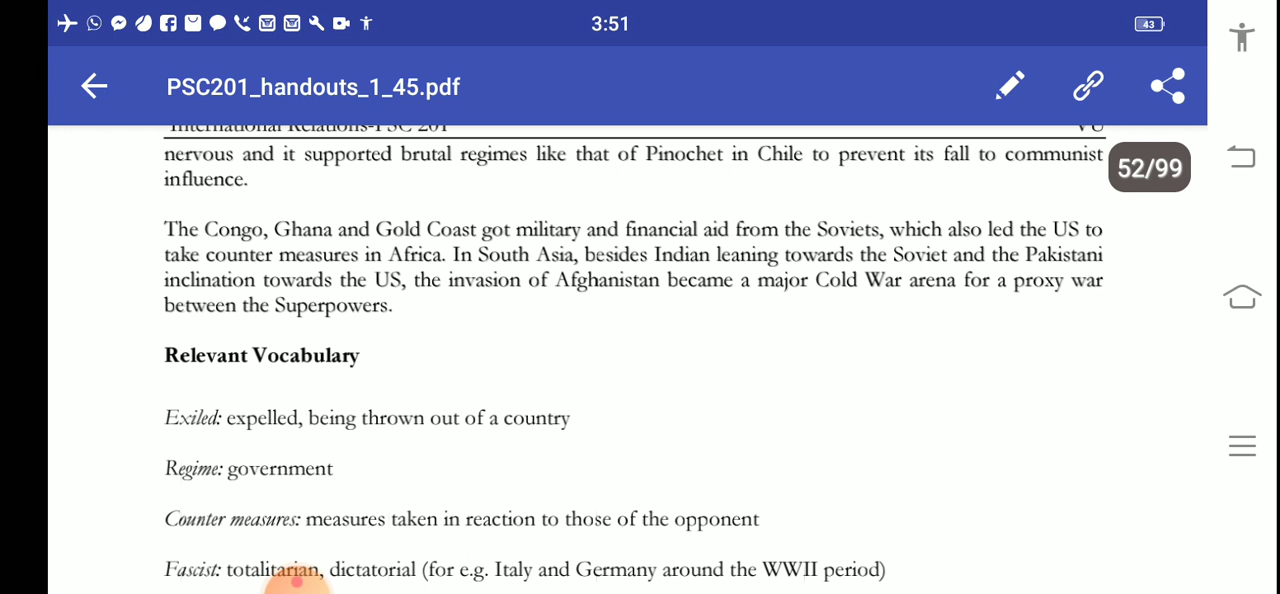 3:51
43
PSC201_handouts_1_45.pdf
International Relations-PSC 201 VU
52/99
nervous and it supported brutal regimes like that of Pinochet in Chile to prevent its fall to communist
influence.
The Congo, Ghana and Gold Coast got military and financial aid from the Soviets, which also led the US to
take counter measures in Africa. In South Asia, besides Indian leaning towards the Soviet and the Pakistani
inclination towards the US, the invasion of Afghanistan became a major Cold War arena for a proxy war
between the Superpowers.
Relevant Vocabulary
Exiled: expelled, being thrown out of a country
Regime: government
Counter measures: measures taken in reaction to those of the opponent
Fascist: totalitarian, dictatorial (for e.g. Italy and Germany around the WWII period)